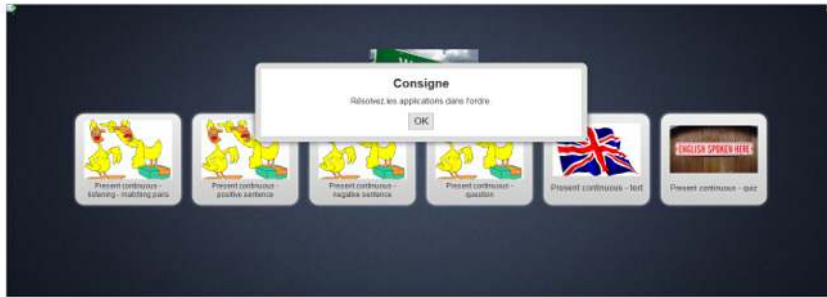 Consigne
Résolvez les applications dans l'ordre
OK
Present continuous -
listening - matching pairs
Present continuous -
positive sentence
Present continuous -
negative sentence
Present continuous -
question
Present continuous - text
ENGLISH SPOKEN HERE
Present continuous - quiz